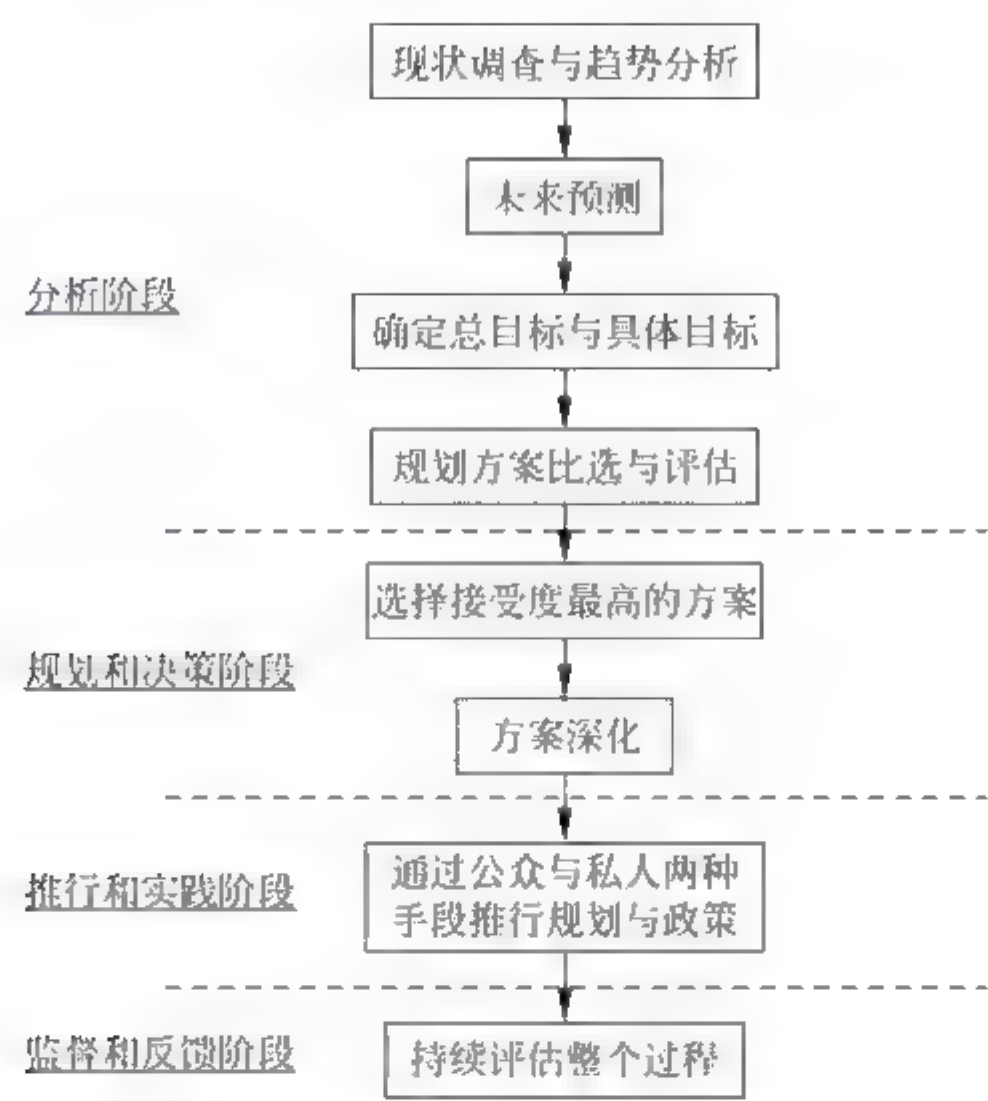 现状调查与趋势分析
未来预测
分析阶段
确定总目标与具体目标
规划方案比选与评估
选择接受度最高的方案
规划和决策阶段
方案深化
推行和实践阶段
通过公众与私人两种
手段推行规划与政策
监督和反馈阶段
持续评估整个过程